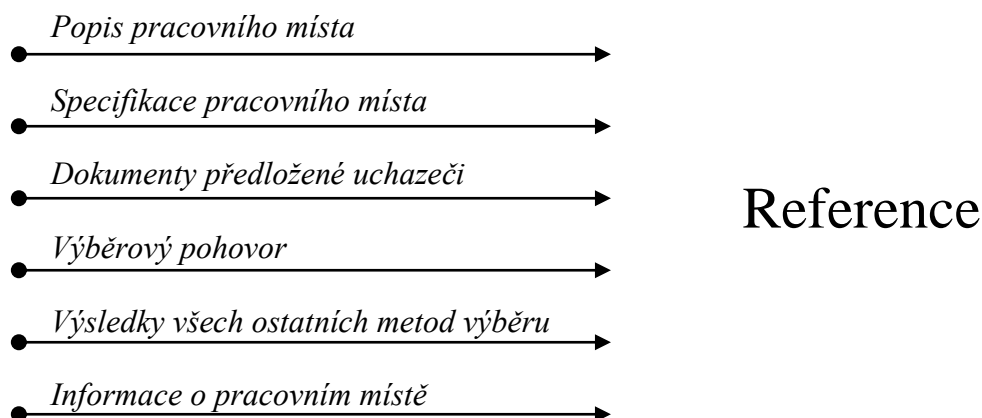 Popis pracovního místa
Specifikace pracovního místa
Dokumenty předložené uchazeči
Reference
Výběrový pohovor
Výsledky všech ostatních metod výběru
Informace o pracovním místě